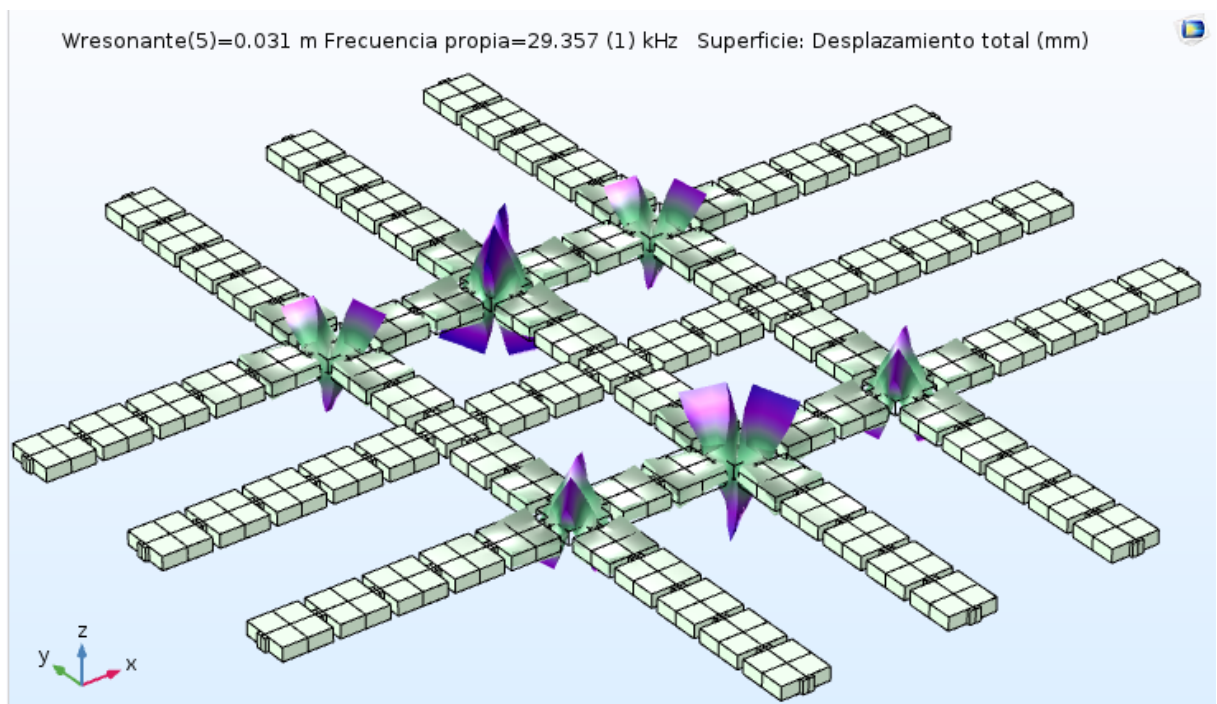 Wresonante(5)=0.031 m Frecuencia propia=29.357 (1) kHz   Superficie: Desplazamiento total (mm)
z
y
x